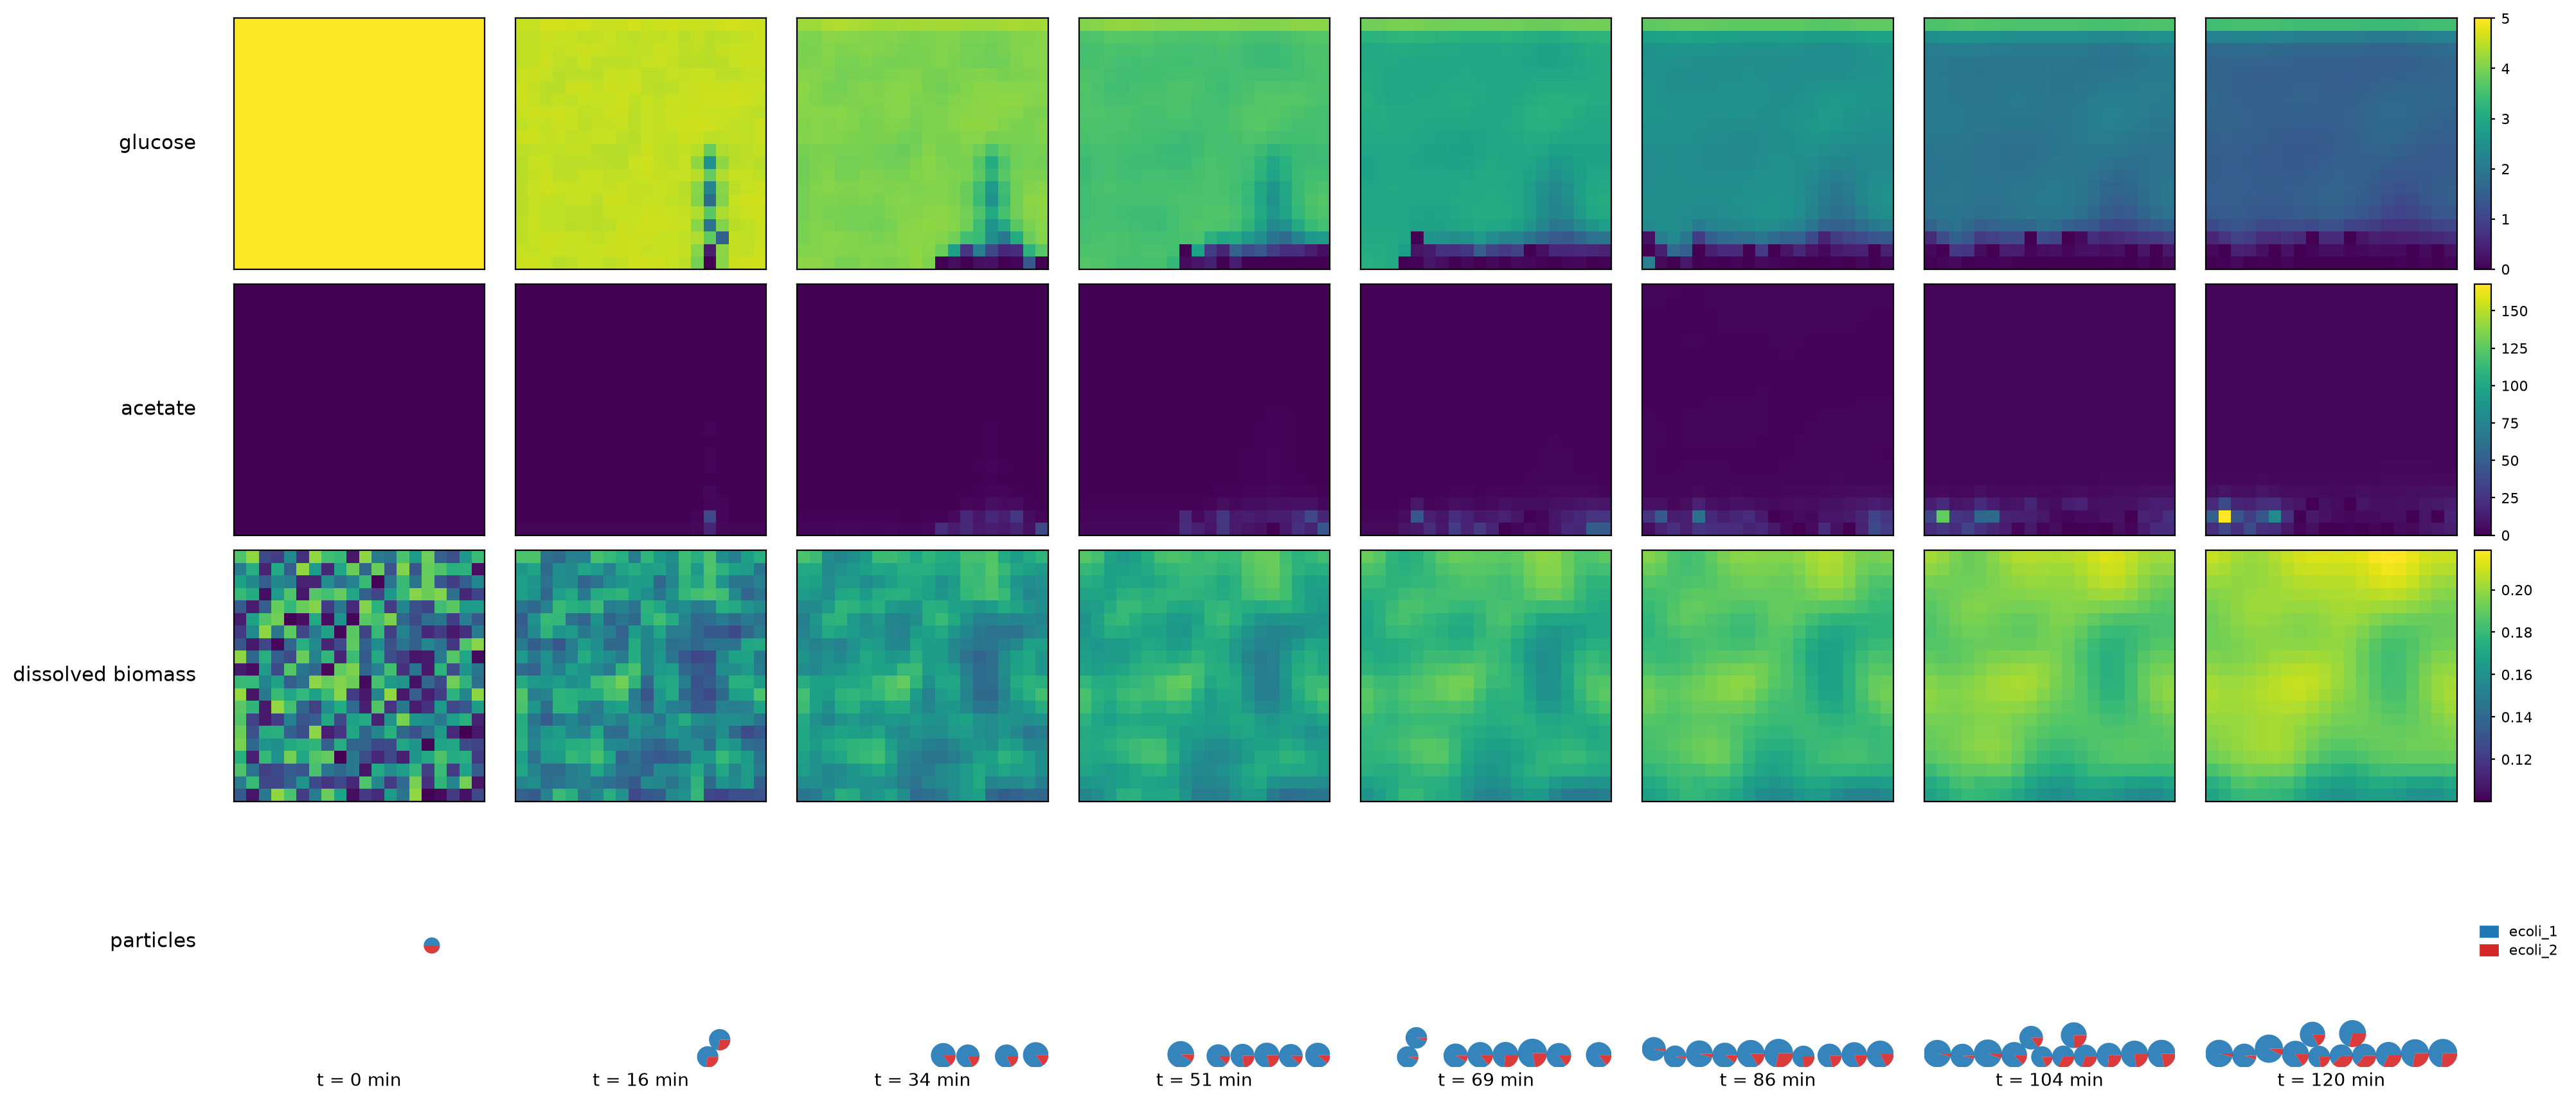 glucose
5
4
3
2
1
0
acetate
150
125
100
75
50
25
0
dissolved biomass
0.20
0.18
0.16
0.14
0.12
particles
ecoli_1
ecoli_2
t = 0 min
t = 16 min
t = 34 min
t = 51 min
t = 69 min
t = 86 min
t = 104 min
t = 120 min